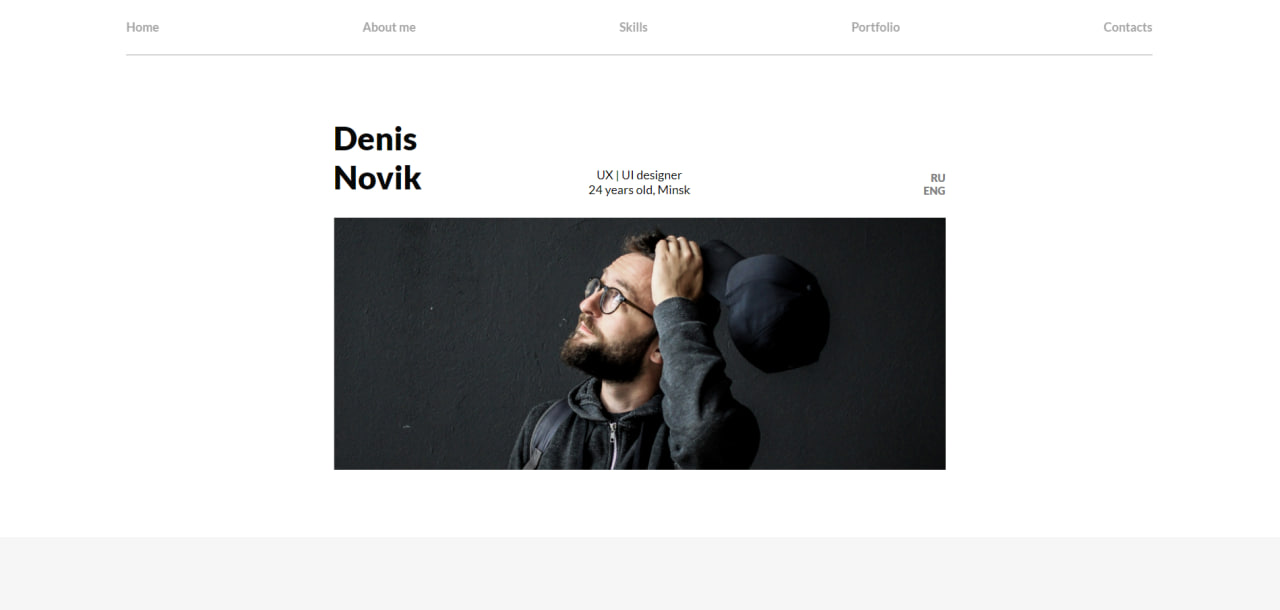 Home About me Skills Portfolio Contacts
Denis
Novik
UX | UI designer
24 years old, Minsk
RU
ENG